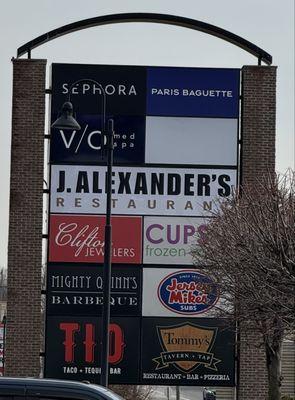 SEPHORA
PARIS BAGUETTE
V/O med
spa
J. ALEXANDER'S
RESTAURANT
Clifton
JEWELERS
CUPS
frozen
MIGHTY QUINN'S
BARBEQUE
Jersey
Mike's
SUBS
TIO
TACO + TEQUILA
Tommy's
TAVERN + TAP
RESTAURANT BAR PIZZERIA